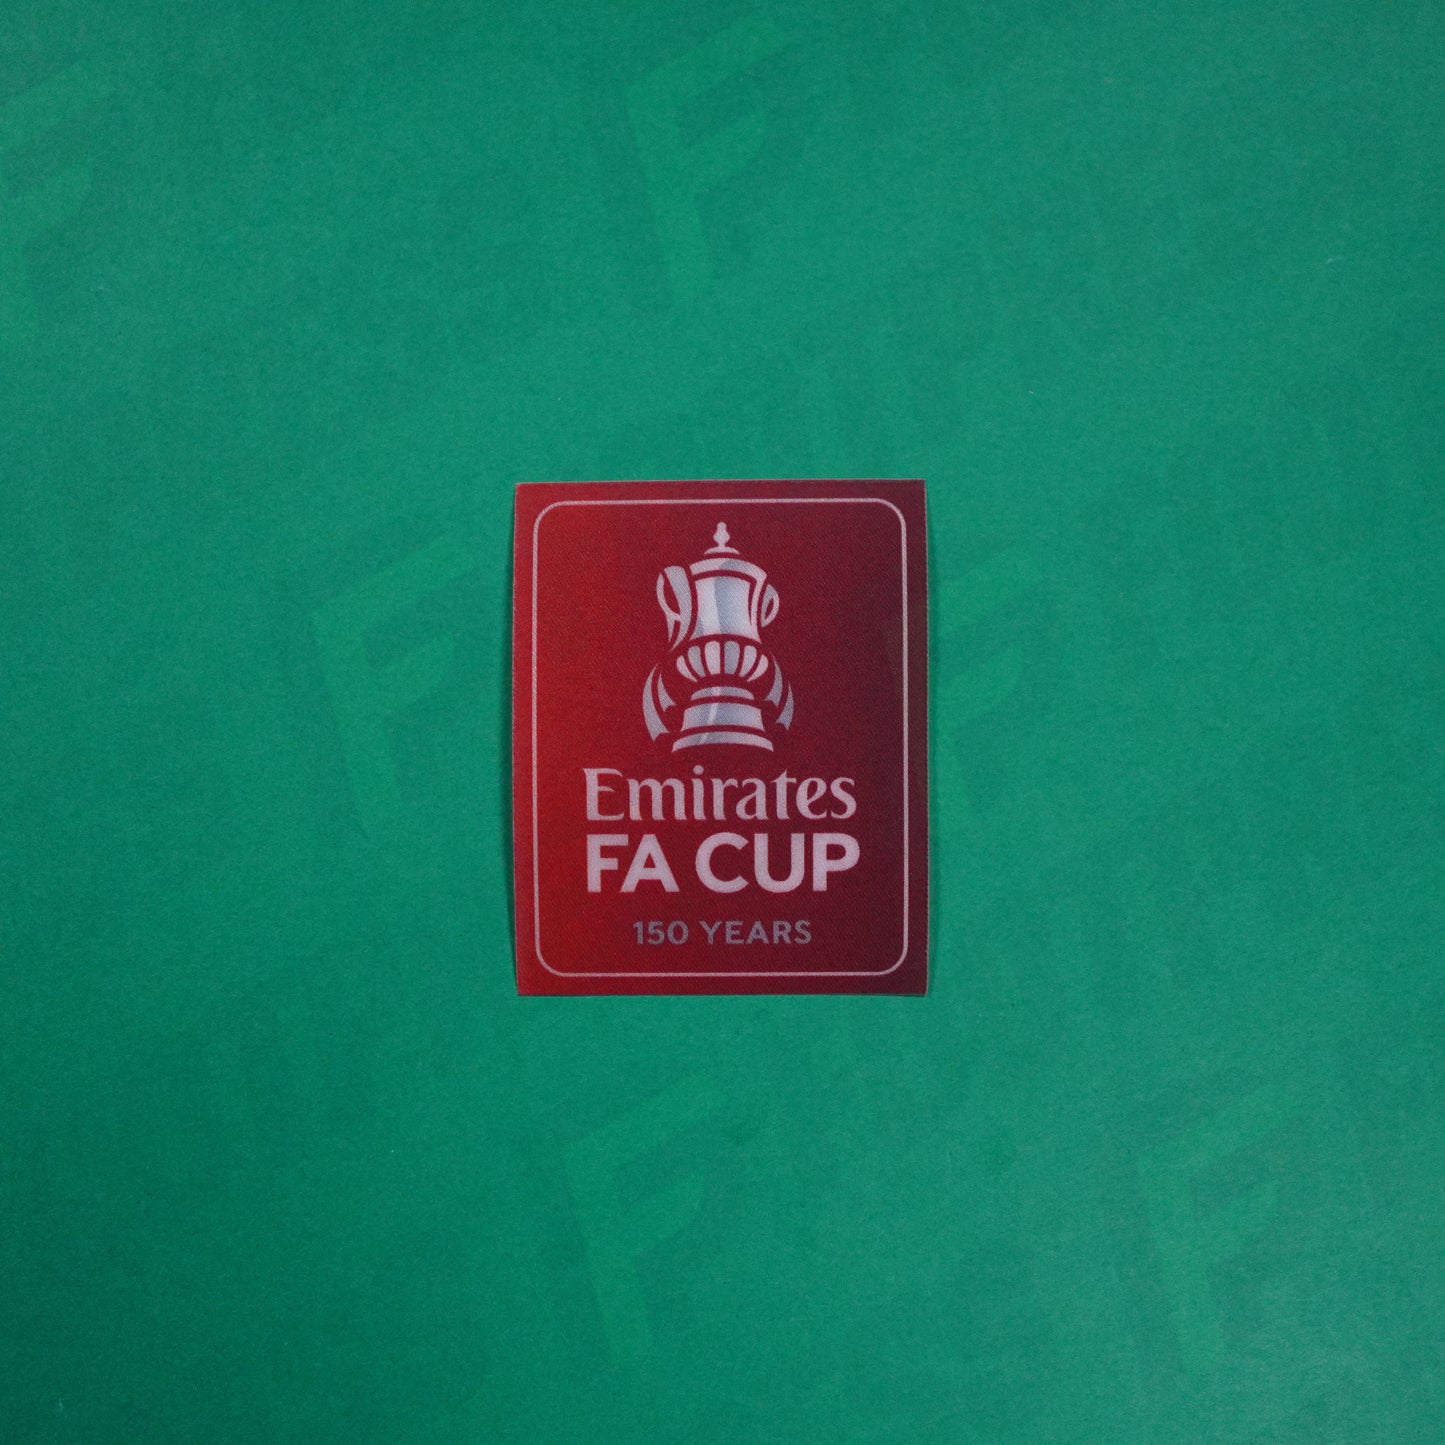 Emirates
FA CUP
150 YEARS